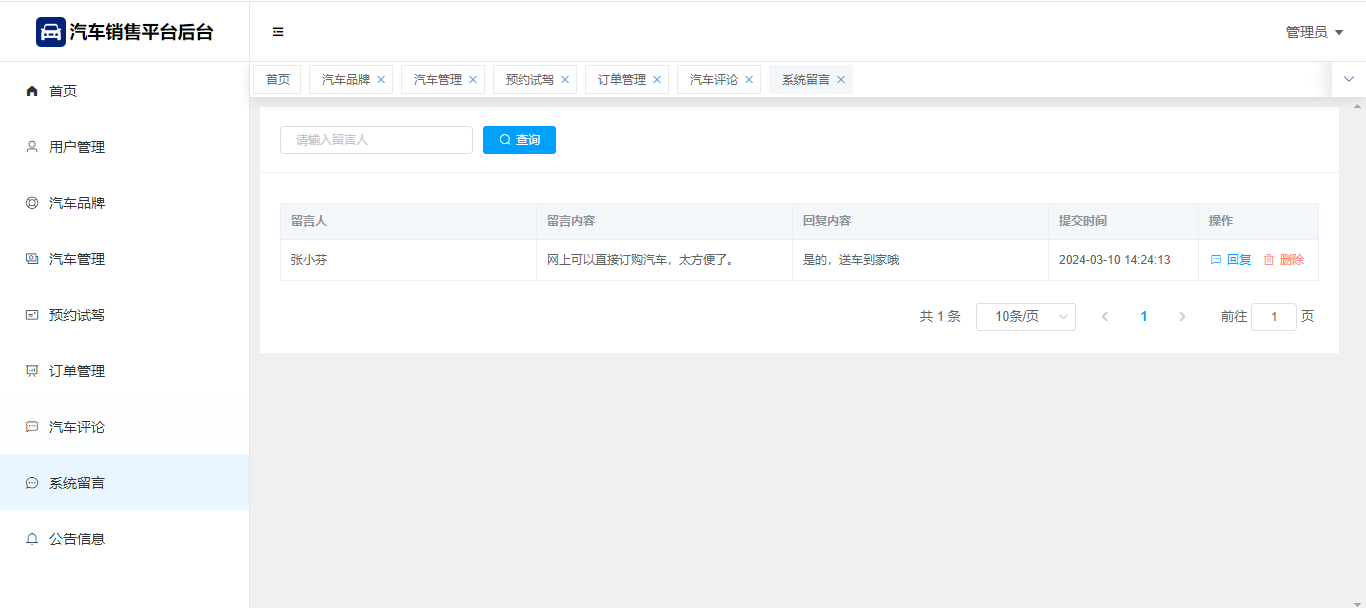 汽车销售平台后台
管理员
首页
用户管理
汽车品牌
汽车管理
预约试驾
订单管理
汽车评论
系统留言
公告信息
首页 汽车品牌 汽车管理 预约试驾 订单管理 汽车评论 系统留言
请输入留言人 查询
留言人 留言内容 回复内容 提交时间 操作
张小芬 网上可以直接订购汽车，太方便了。 是的，送车到家哦 2024-03-10 14:24:13 回复 删除
共 1 条 10条/页 1 前往 1 页